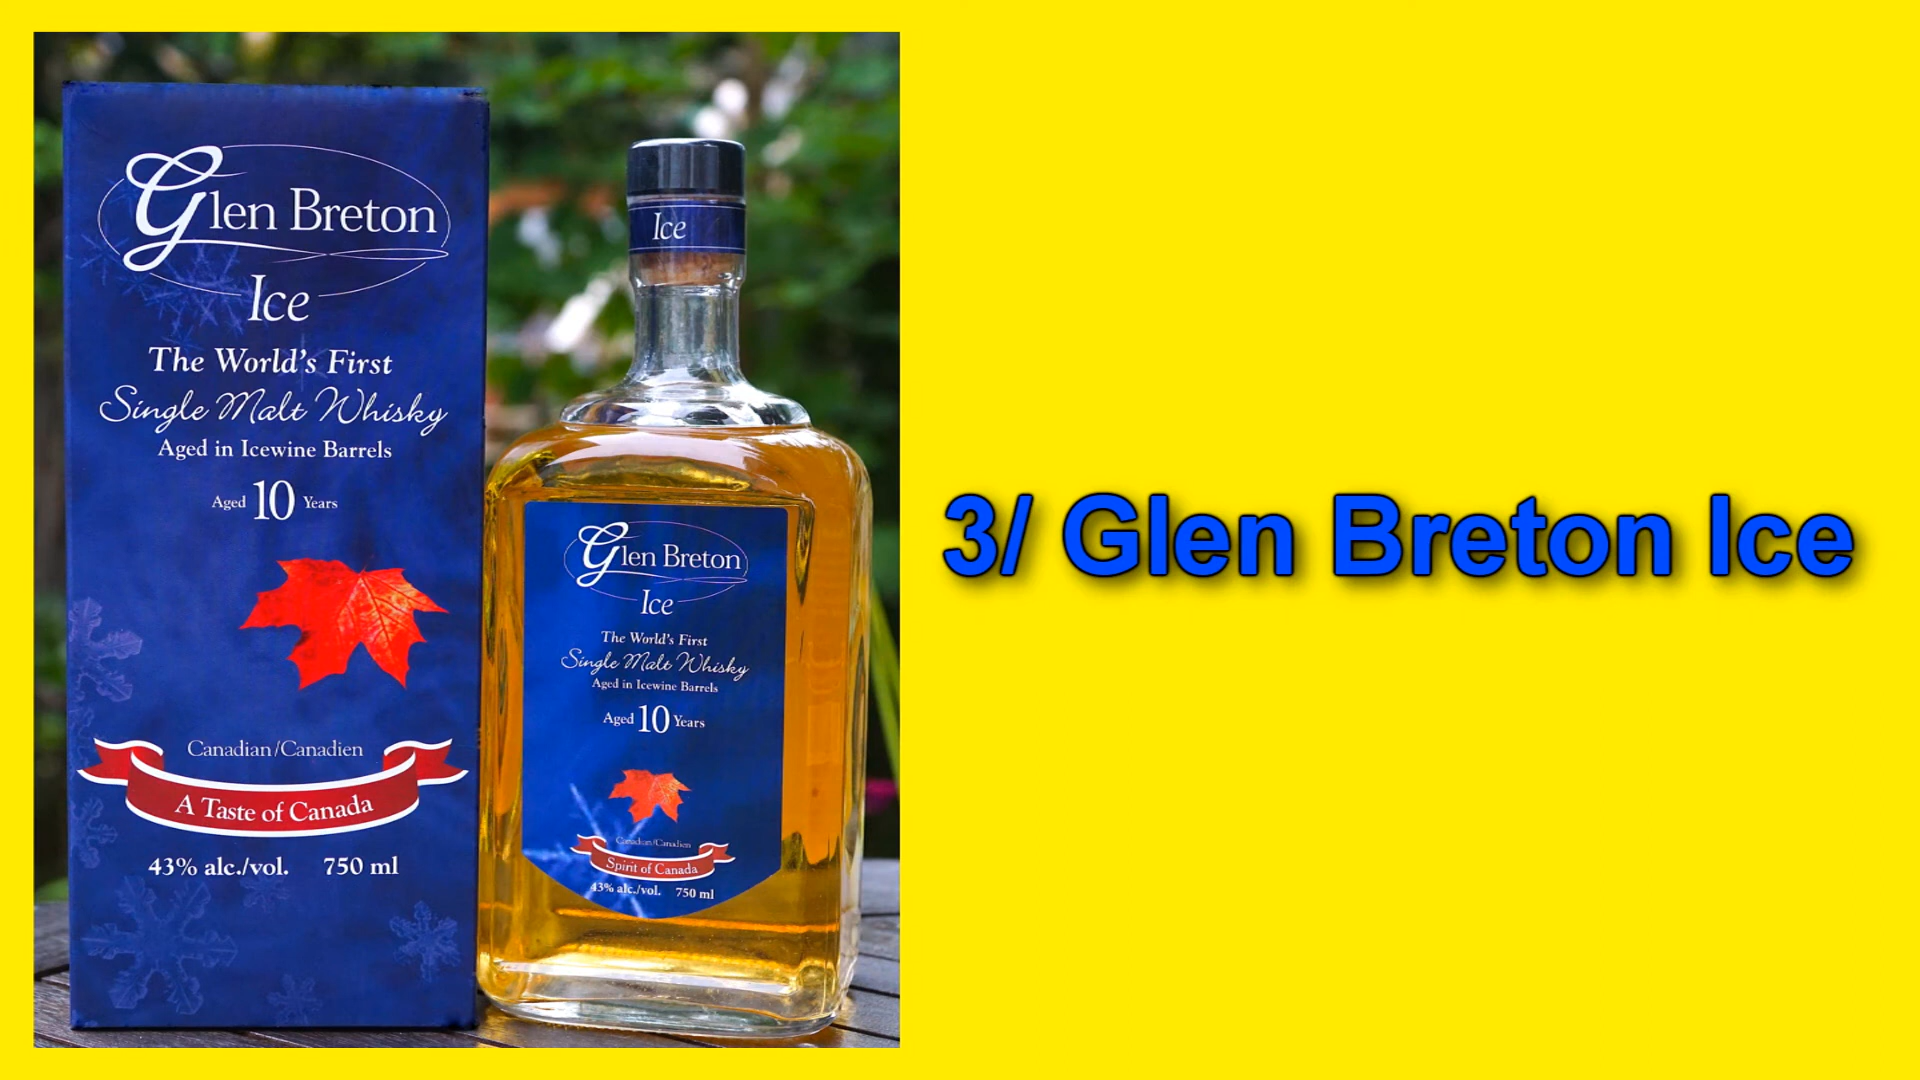 Glen Breton
Ice
The World's First
Single Malt Whisky
Aged in Icewine Barrels
Aged 10 Years
Canadian/Canadien
A Taste of Canada
43% alc./vol. 750 ml
Ice
Glen Breton
Ice
The World's First
Single Malt Whisky
Aged in Icewine Barrels
Aged 10 Years
Canadian/Canadien
Spirit of Canada
43% alc./vol. 750 ml
3/ Glen Breton Ice